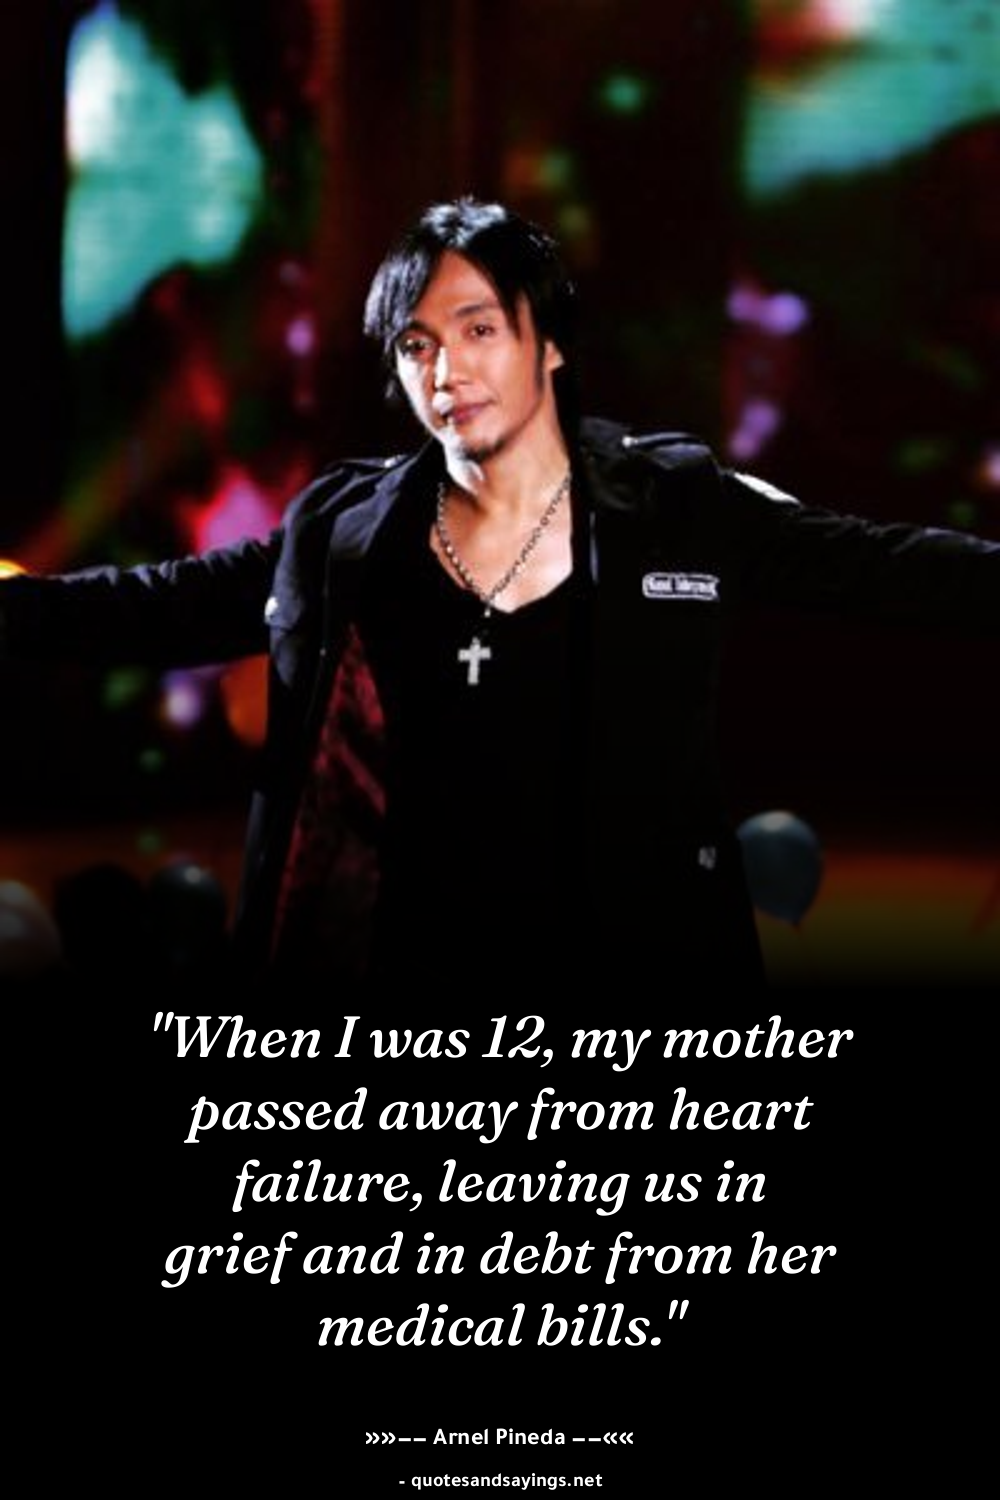 "When I was 12, my mother
passed away from heart
failure, leaving us in
grief and in debt from her
medical bills."
»»−− Arnel Pineda −−««
- quotesandsayings.net